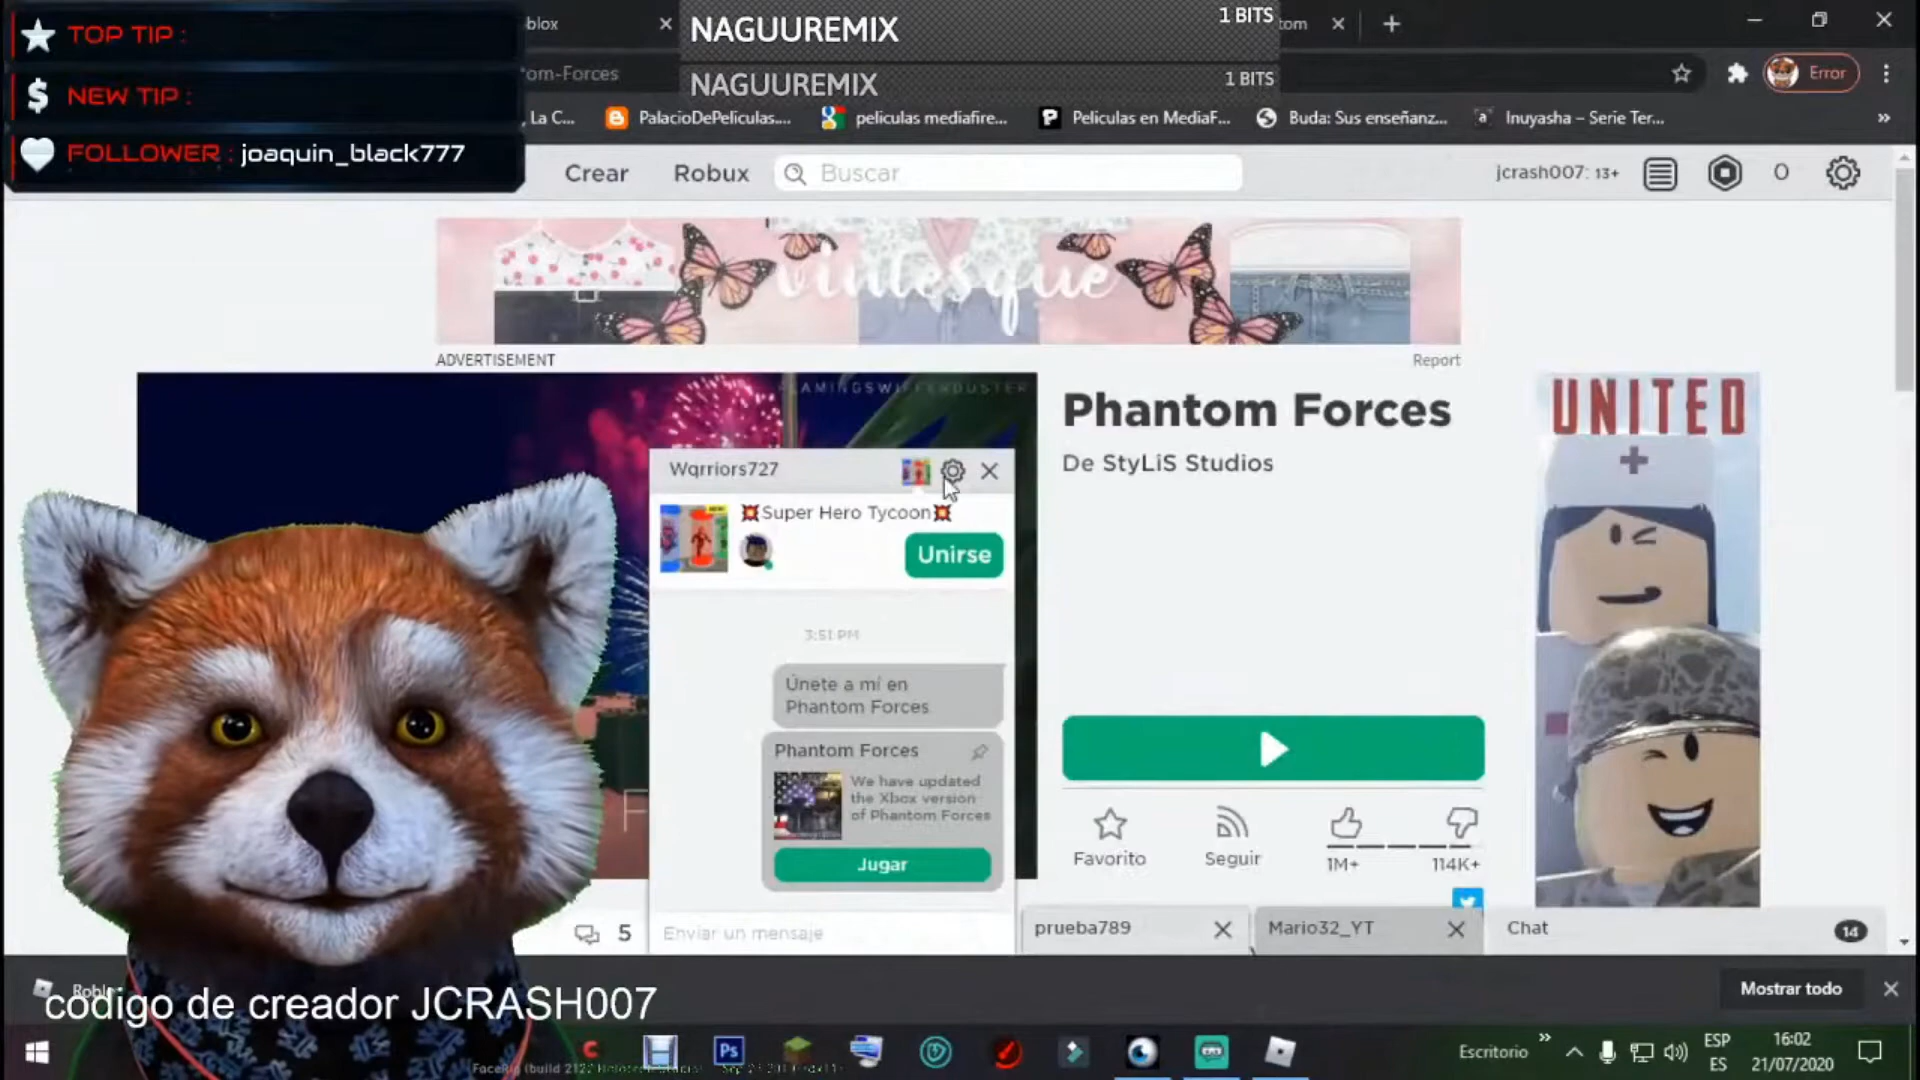 TOP TIP :
NEW TIP :
FOLLOWER : joaquin_black777
NAGUUREMIX 1 BITS
NAGUUREMIX 1 BITS
blox
om
om-Forces
Error
La C...
PalacioDePeliculas....
peliculas mediafire...
Peliculas en MediaF...
Buda: Sus enseñanz...
Inuyasha – Serie Ter...
Crear
Robux
Buscar
jcrash007: 13+
0
vintesque
ADVERTISEMENT
Report
Phantom Forces
De StyLiS Studios
UNITED
Wqrriors727
Super Hero Tycoon
Unirse
3:51 PM
Únete a mí en
Phantom Forces
Phantom Forces
We have updated
the Xbox version
of Phantom Forces
Jugar
Enviar un mensaje
5
Favorito
Seguir
1M+
114K+
prueba789
Mario32_YT
Chat
14
codigo de creador JCRASH007
Mostrar todo
Ps
Escritorio
ESP
ES
16:02
21/07/2020